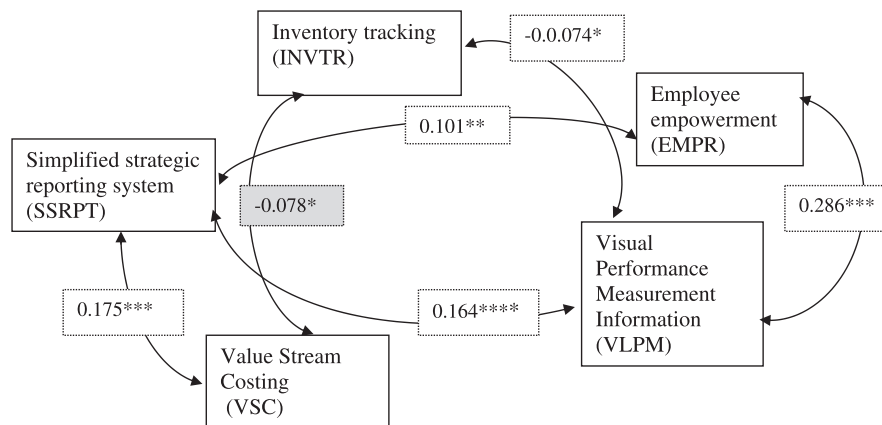 Inventory tracking
(INVTR)
-0.0.074*
Employee
empowerment
(EMPR)
0.101**
Simplified strategic
reporting system
(SSRPT)
-0.078*
0.286***
Visual
Performance
Measurement
Information
(VLPM)
0.175***
0.164****
Value Stream
Costing
(VSC)